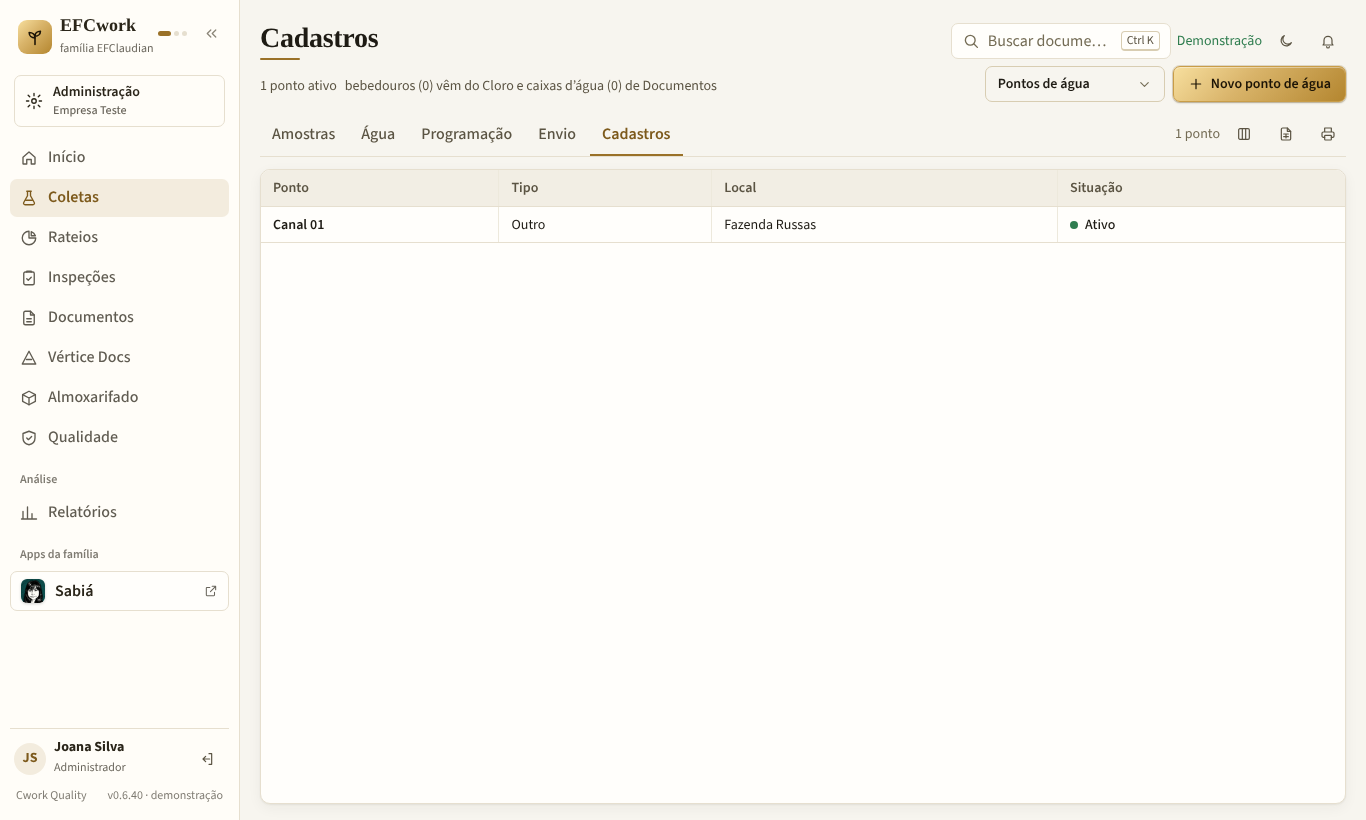 EFCwork
família EFClaudian
Administração
Empresa Teste
Início
Coletas
Rateios
Inspeções
Documentos
Vértice Docs
Almoxarifado
Qualidade
Análise
Relatórios
Apps da família
Sabiá
JS
Joana Silva
Administrador
Cwork Quality v0.6.40 · demonstração
Cadastros
Buscar docume… Ctrl K Demonstração
1 ponto ativo bebedouros (0) vêm do Cloro e caixas d'água (0) de Documentos
Pontos de água
Novo ponto de água
Amostras Água Programação Envio Cadastros
1 ponto
Ponto Tipo Local Situação
Canal 01 Outro Fazenda Russas Ativo